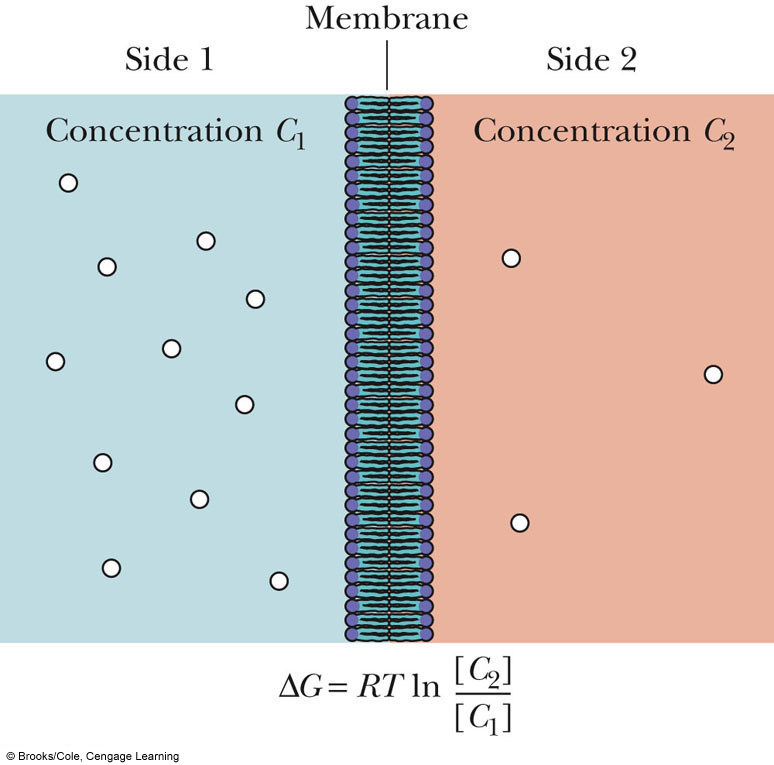 Membrane
Side 1
Side 2
Concentration C₁
Concentration C₂
ΔG = RT ln [C₂]
[C₁]
© Brooks/Cole, Cengage Learning